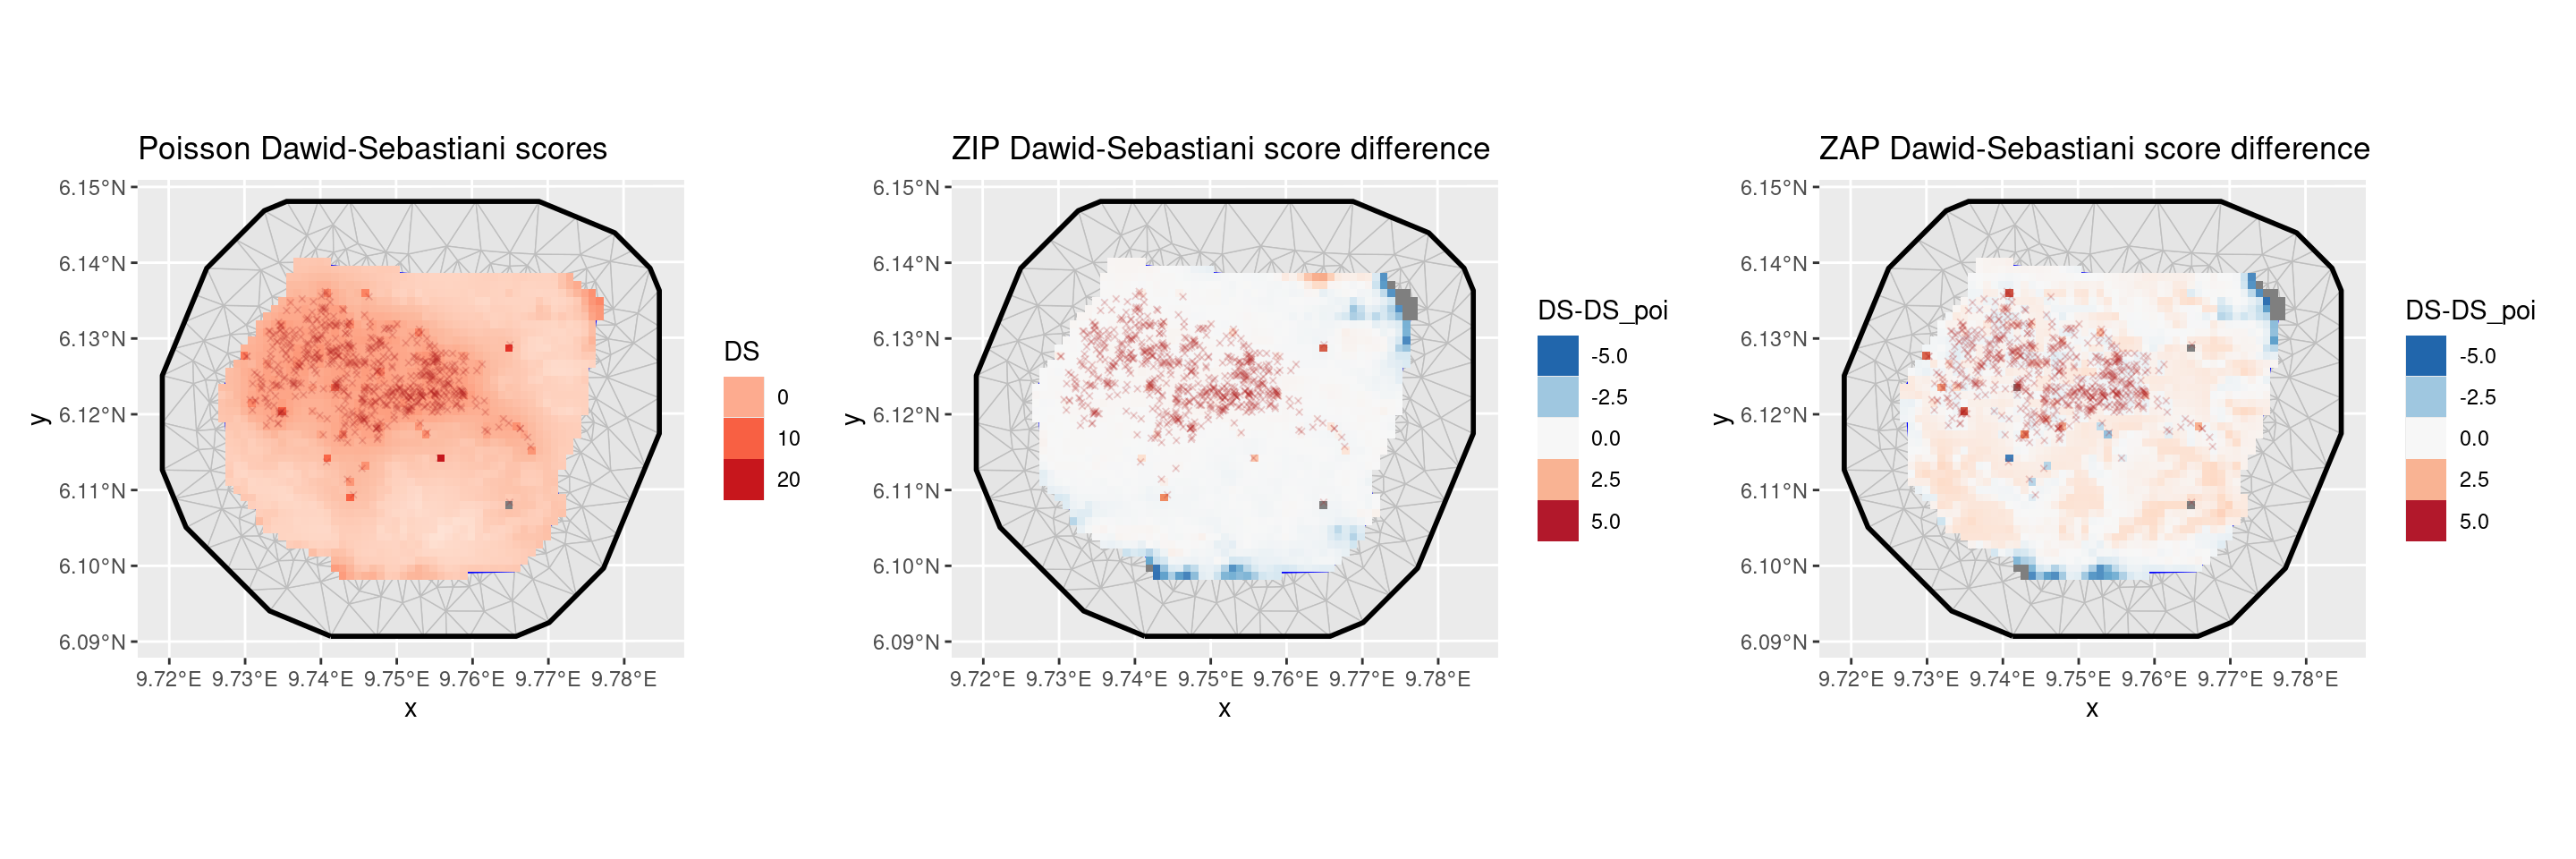 Poisson Dawid-Sebastiani scores
6.15°N
6.14°N
6.13°N
6.12°N
6.11°N
6.10°N
6.09°N
y
9.72°E 9.73°E 9.74°E 9.75°E 9.76°E 9.77°E 9.78°E
x
DS
0
10
20
ZIP Dawid-Sebastiani score difference
6.15°N
6.14°N
6.13°N
6.12°N
6.11°N
6.10°N
6.09°N
y
9.72°E 9.73°E 9.74°E 9.75°E 9.76°E 9.77°E 9.78°E
x
DS-DS_poi
-5.0
-2.5
0.0
2.5
5.0
ZAP Dawid-Sebastiani score difference
6.15°N
6.14°N
6.13°N
6.12°N
6.11°N
6.10°N
6.09°N
y
9.72°E 9.73°E 9.74°E 9.75°E 9.76°E 9.77°E 9.78°E
x
DS-DS_poi
-5.0
-2.5
0.0
2.5
5.0